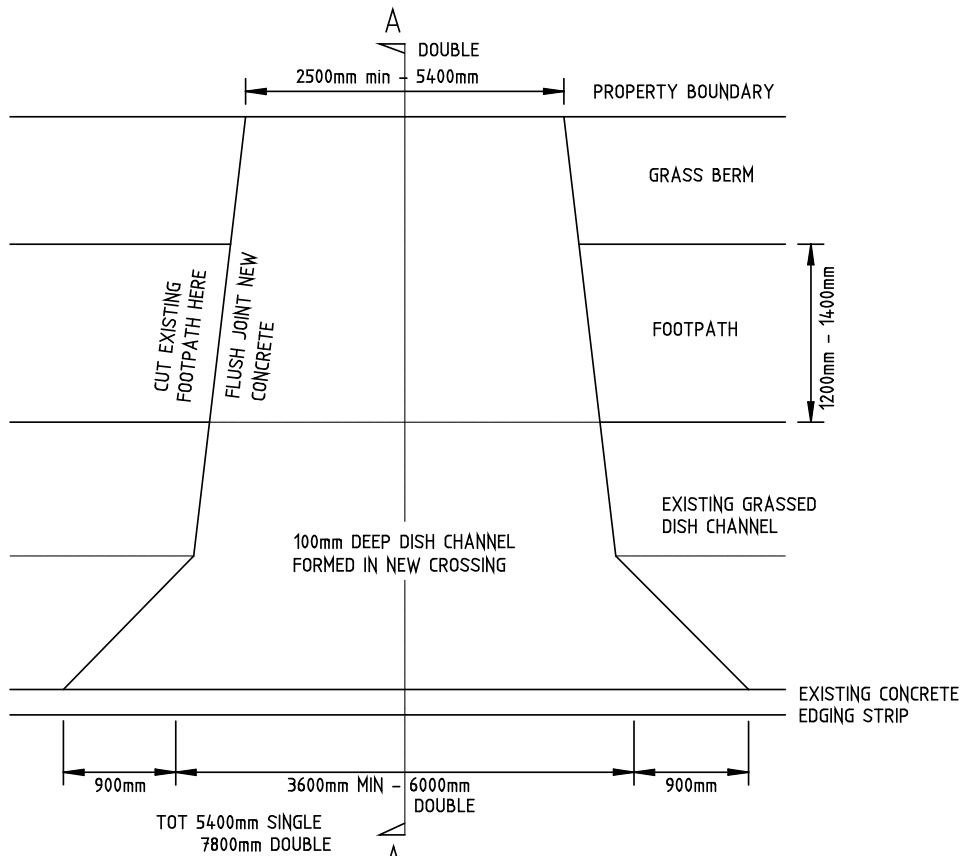 A
DOUBLE
2500mm min - 5400mm
PROPERTY BOUNDARY
GRASS BERM
CUT EXISTING
FOOTPATH HERE
FLUSH JOINT NEW
CONCRETE
FOOTPATH
1200mm - 1400mm
EXISTING GRASSED
DISH CHANNEL
100mm DEEP DISH CHANNEL
FORMED IN NEW CROSSING
EXISTING CONCRETE
EDGING STRIP
900mm
3600mm MIN - 6000mm
900mm
DOUBLE
TOT 5400mm SINGLE
7800mm DOUBLE
A